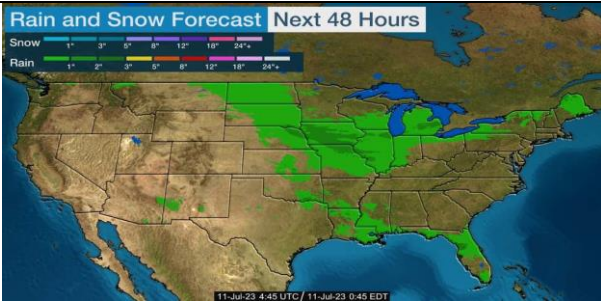 Rain and Snow Forecast Next 48 Hours
Snow 1" 3" 5" 8" 12" 18" 24"+
Rain 1" 2" 3" 5" 8" 12" 18" 24"+
11-Jul-23 4:45 UTC / 11-Jul-23 0:45 EDT